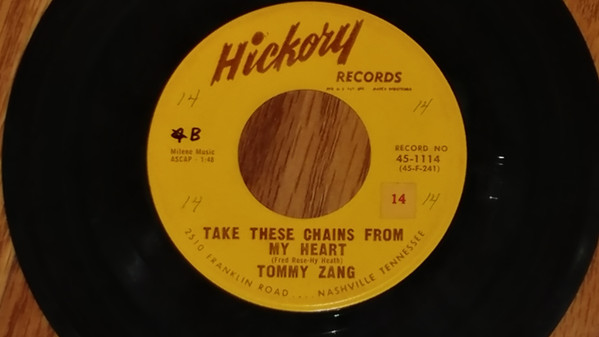 Hickory
RECORDS
14
14
B
Milene Music
ASCAP - 1:48
RECORD NO
45-1114
(45-F-241)
14
14
14
TAKE THESE CHAINS FROM
MY HEART
(Fred Rose-Hy Heath)
TOMMY ZANG
2510 FRANKLIN ROAD .... NASHVILLE TENNESSEE